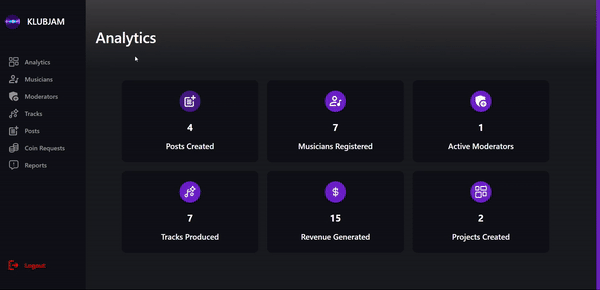 KLUBJAM
Analytics
Musicians
Moderators
Tracks
Posts
Coin Requests
Reports
Logout
Analytics
4
Posts Created
7
Musicians Registered
1
Active Moderators
7
Tracks Produced
$
15
Revenue Generated
2
Projects Created